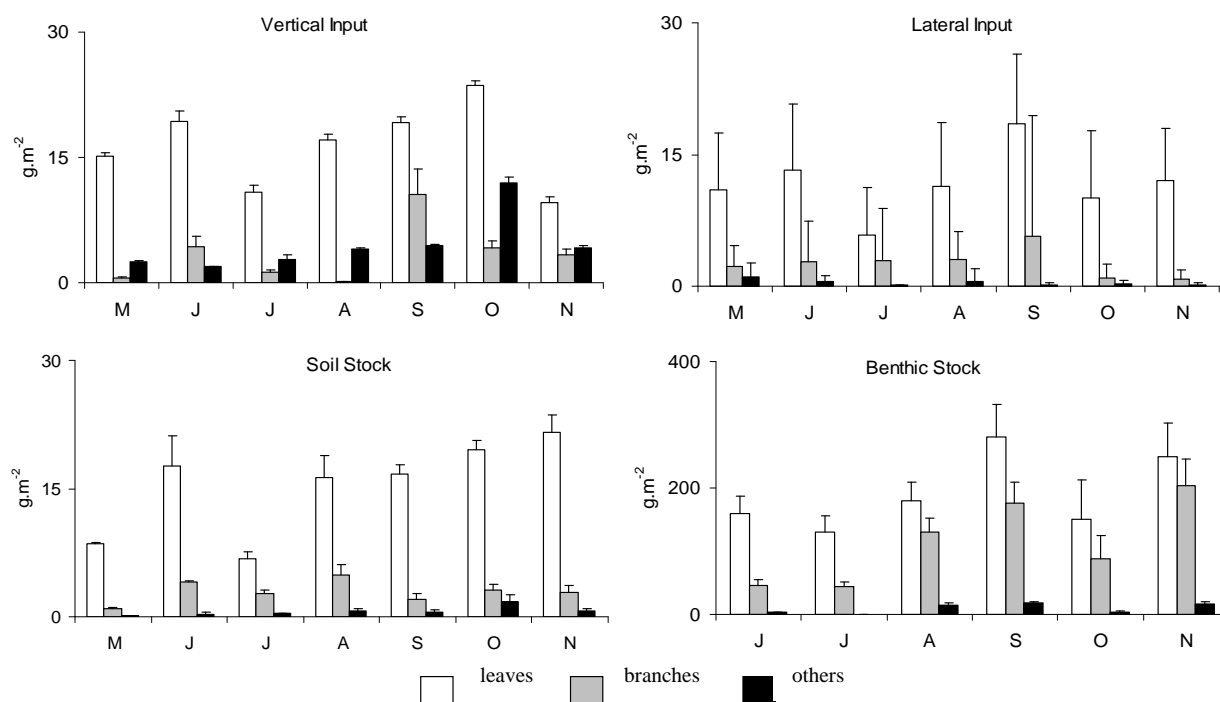 Vertical Input
30
15
0
g.m-2
M J J A S O N
Lateral Input
30
15
0
g.m-2
M J J A S O N
Soil Stock
30
15
0
g.m-2
M J J A S O N
Benthic Stock
400
200
0
g.m-2
J J A S O N
leaves branches others